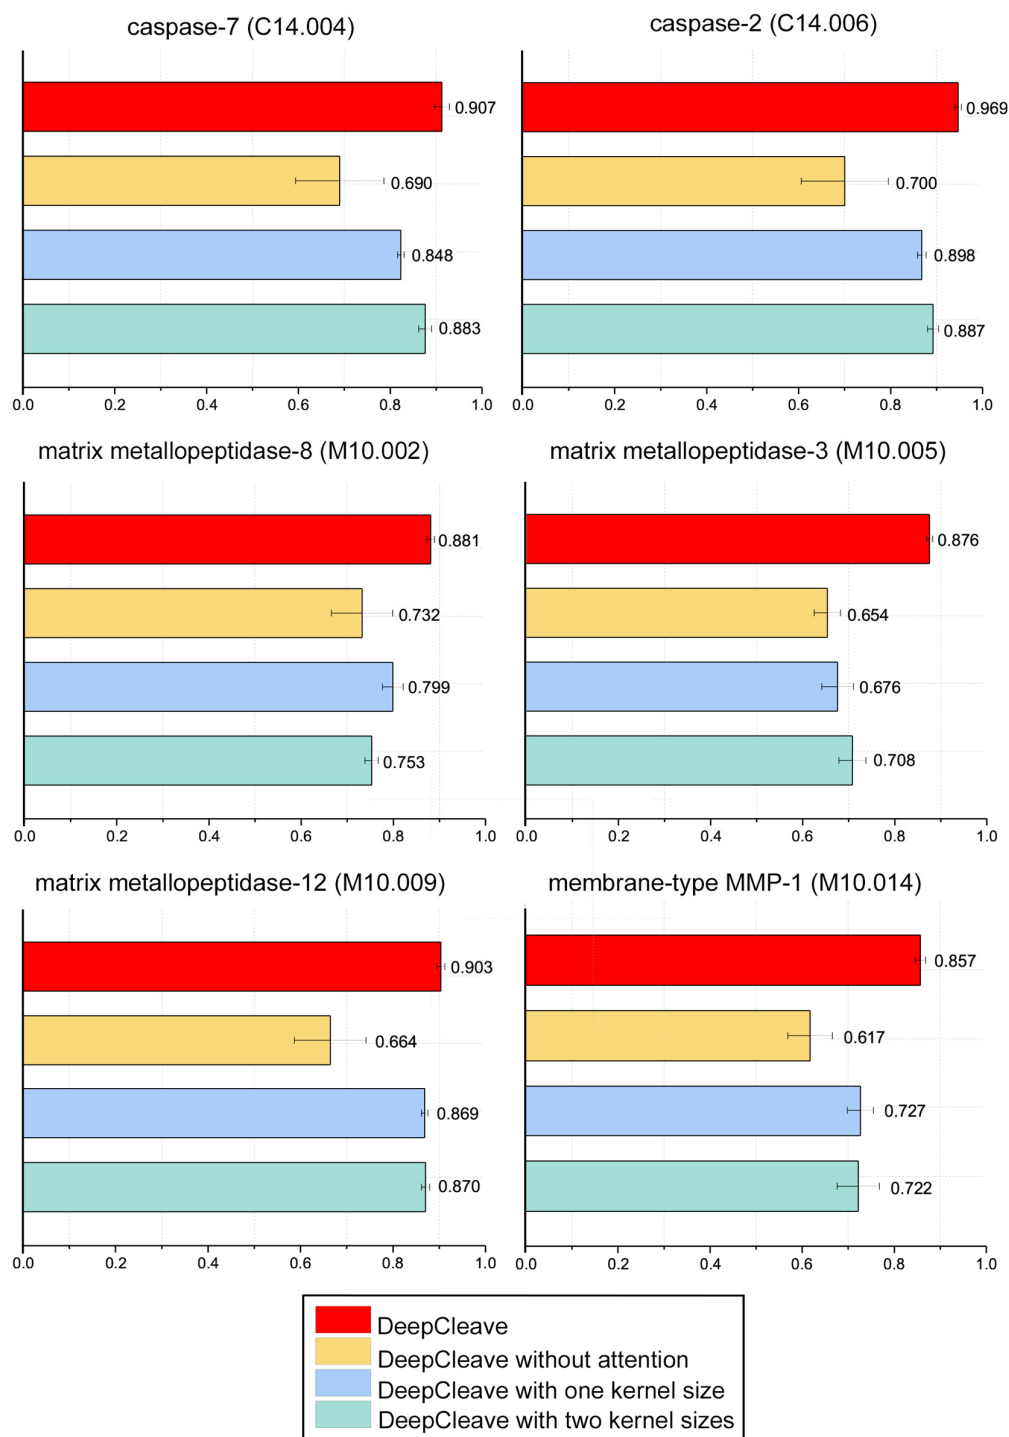 caspase-7 (C14.004)
0.907
0.690
0.848
0.883
0.0 0.2 0.4 0.6 0.8 1.0
caspase-2 (C14.006)
0.969
0.700
0.898
0.887
0.0 0.2 0.4 0.6 0.8 1.0
matrix metallopeptidase-8 (M10.002)
0.881
0.732
0.799
0.753
0.0 0.2 0.4 0.6 0.8 1.0
matrix metallopeptidase-3 (M10.005)
0.876
0.654
0.676
0.708
0.0 0.2 0.4 0.6 0.8 1.0
matrix metallopeptidase-12 (M10.009)
0.903
0.664
0.869
0.870
0.0 0.2 0.4 0.6 0.8 1.0
membrane-type MMP-1 (M10.014)
0.857
0.617
0.727
0.722
0.0 0.2 0.4 0.6 0.8 1.0
DeepCleave
DeepCleave without attention
DeepCleave with one kernel size
DeepCleave with two kernel sizes